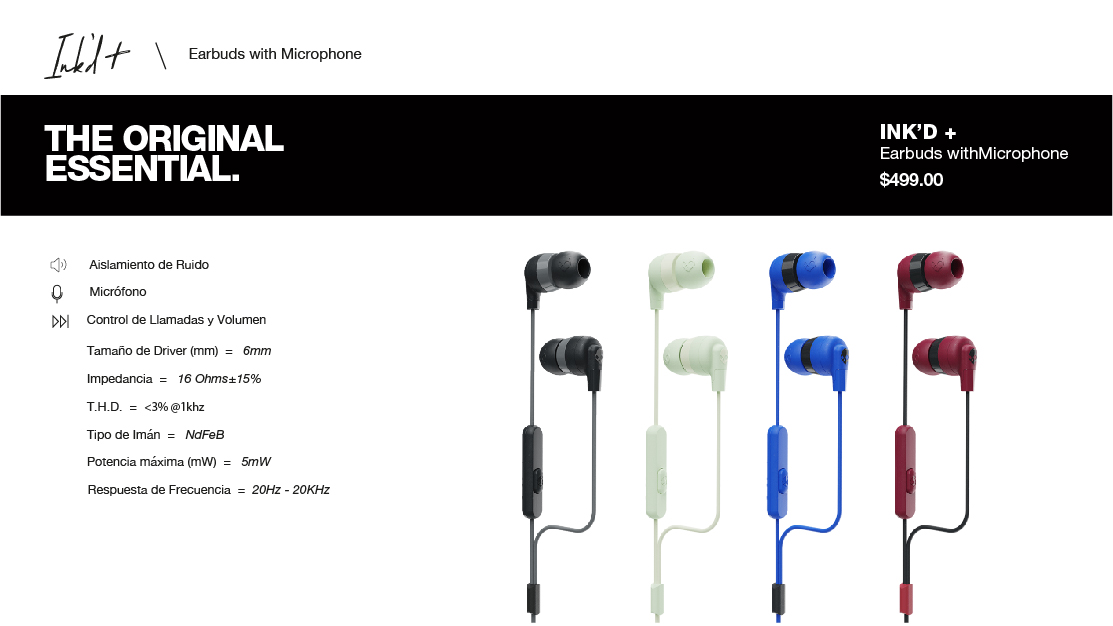 Ink'd+ \ Earbuds with Microphone
THE ORIGINAL
ESSENTIAL.
INK'D +
Earbuds withMicrophone
$499.00
Aislamiento de Ruido
Micrófono
Control de Llamadas y Volumen
Tamaño de Driver (mm) = 6mm
Impedancia = 16 Ohms±15%
T.H.D. = <3% @1khz
Tipo de Imán = NdFeB
Potencia máxima (mW) = 5mW
Respuesta de Frecuencia = 20Hz - 20KHz